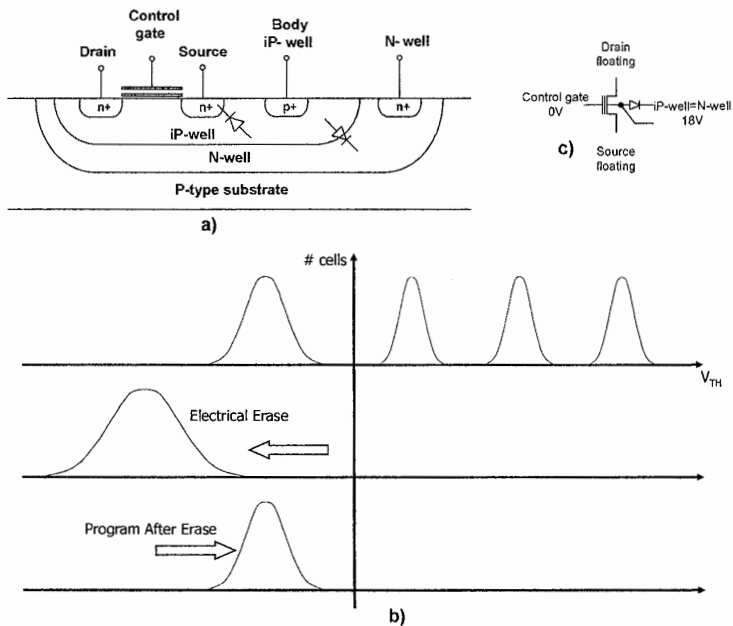 Control
gate
Drain
Source
Body
iP-well
N-well
n+
n+
p+
n+
iP-well
N-well
P-type substrate
a)
Drain
floating
Control gate
0V
iP-well=N-well
18V
c)
Source
floating
# cells
V_TH
Electrical Erase
Program After Erase
b)